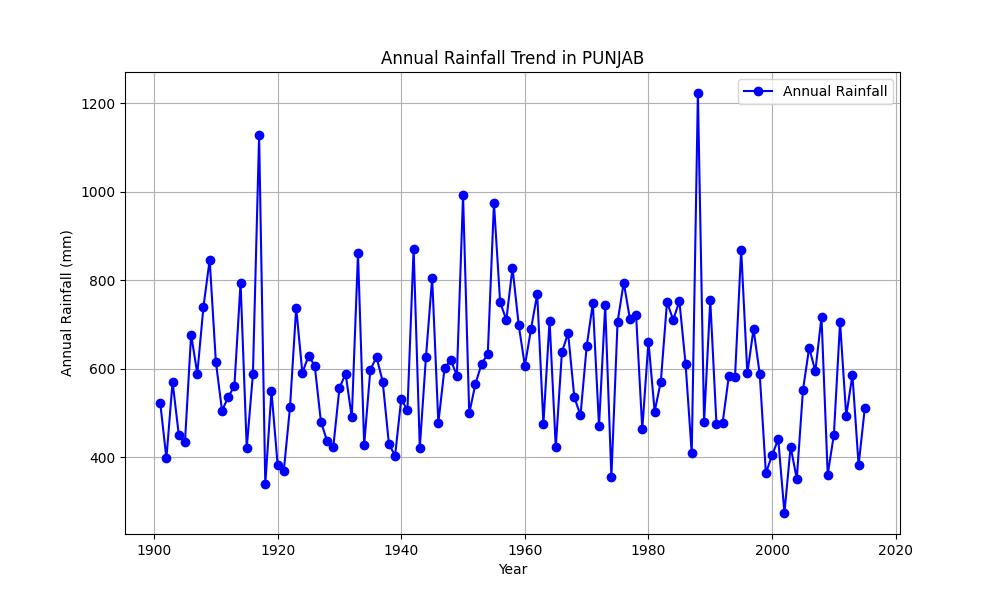 Annual Rainfall Trend in PUNJAB
Annual Rainfall
1200
1000
800
600
400
Annual Rainfall (mm)
1900 1920 1940 1960 1980 2000 2020
Year